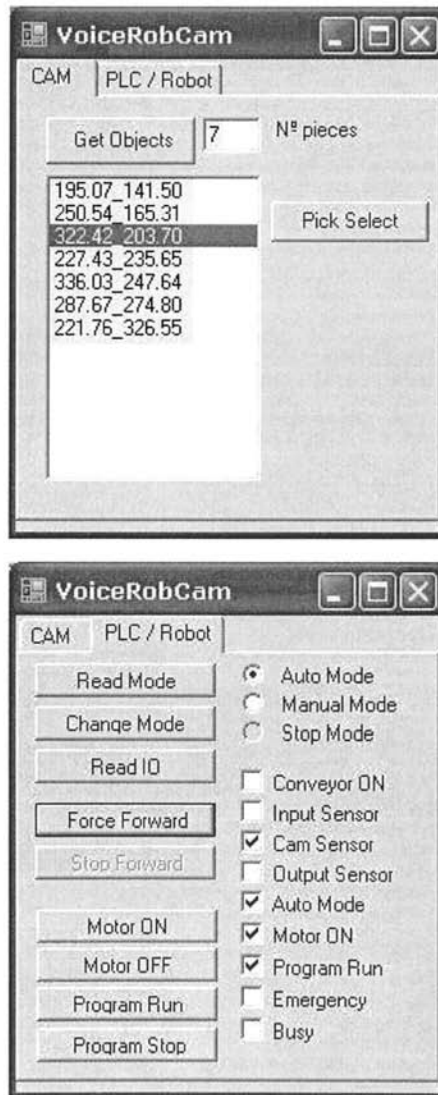 VoiceRobCam
CAM PLC / Robot
Get Objects 7 Nº pieces
195.07_141.50
250.54_165.31
322.42_203.70
Pick Select
227.43_235.65
336.03_247.64
287.67_274.80
221.76_326.55
VoiceRobCam
CAM PLC / Robot
Read Mode
Change Mode
Read IO
Force Forward
Stop Forward
Motor ON
Motor OFF
Program Run
Program Stop
Auto Mode
Manual Mode
Stop Mode
Conveyor ON
Input Sensor
Cam Sensor
Output Sensor
Auto Mode
Motor ON
Program Run
Emergency
Busy